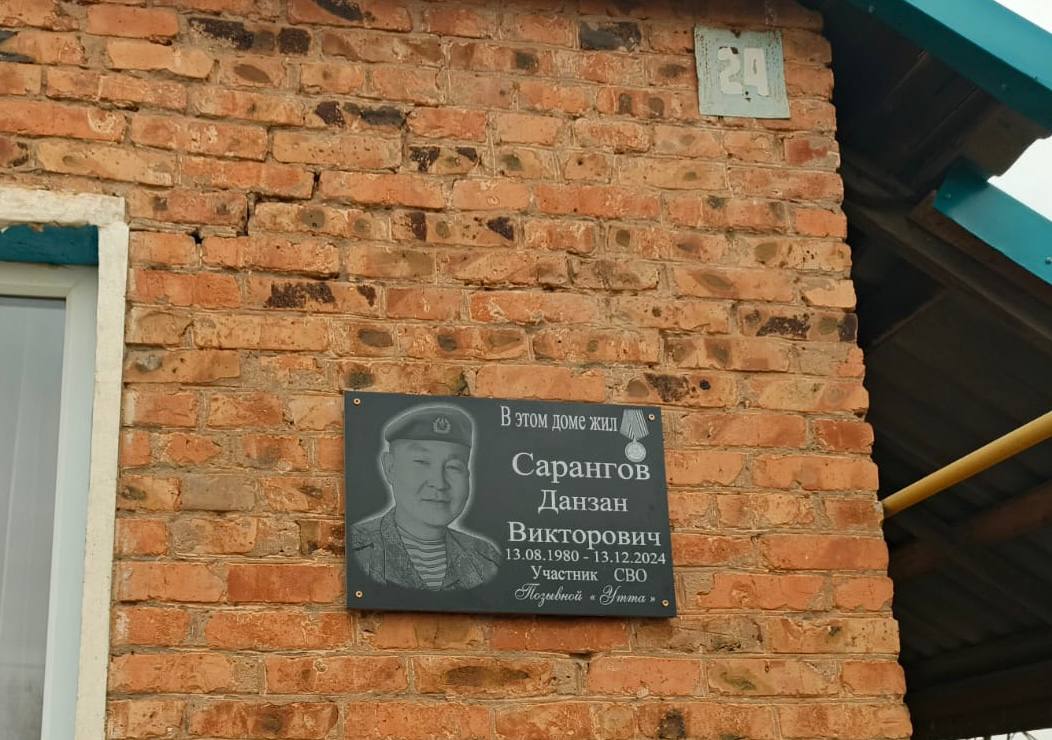 24
В этом доме жил
Сарангов
Данзан
Викторович
13.08.1980 - 13.12.2024
Участник СВО
Позывной « Утта »